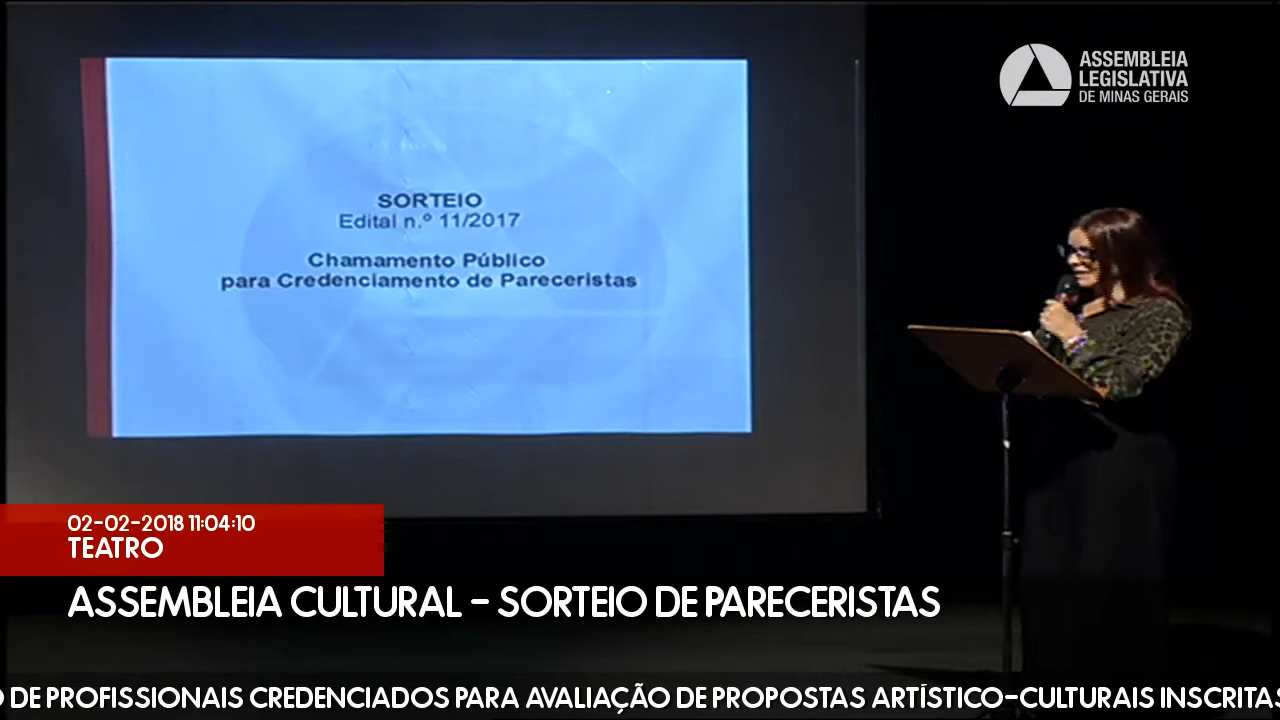 ASSEMBLEIA
LEGISLATIVA
DE MINAS GERAIS
SORTEIO
Edital n.º 11/2017
Chamamento Público
para Credenciamento de Pareceristas
02-02-2018 11:04:10
TEATRO
ASSEMBLEIA CULTURAL - SORTEIO DE PARECERISTAS
O DE PROFISSIONAIS CREDENCIADOS PARA AVALIAÇÃO DE PROPOSTAS ARTÍSTICO-CULTURAIS INSCRITAS